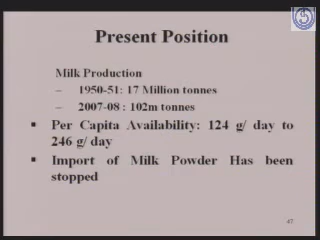 Present Position
Milk Production
– 1950-51: 17 Million tonnes
– 2007-08 : 102m tonnes
▪ Per Capita Availability: 124 g/ day to
246 g/ day
▪ Import of Milk Powder Has been
stopped
47